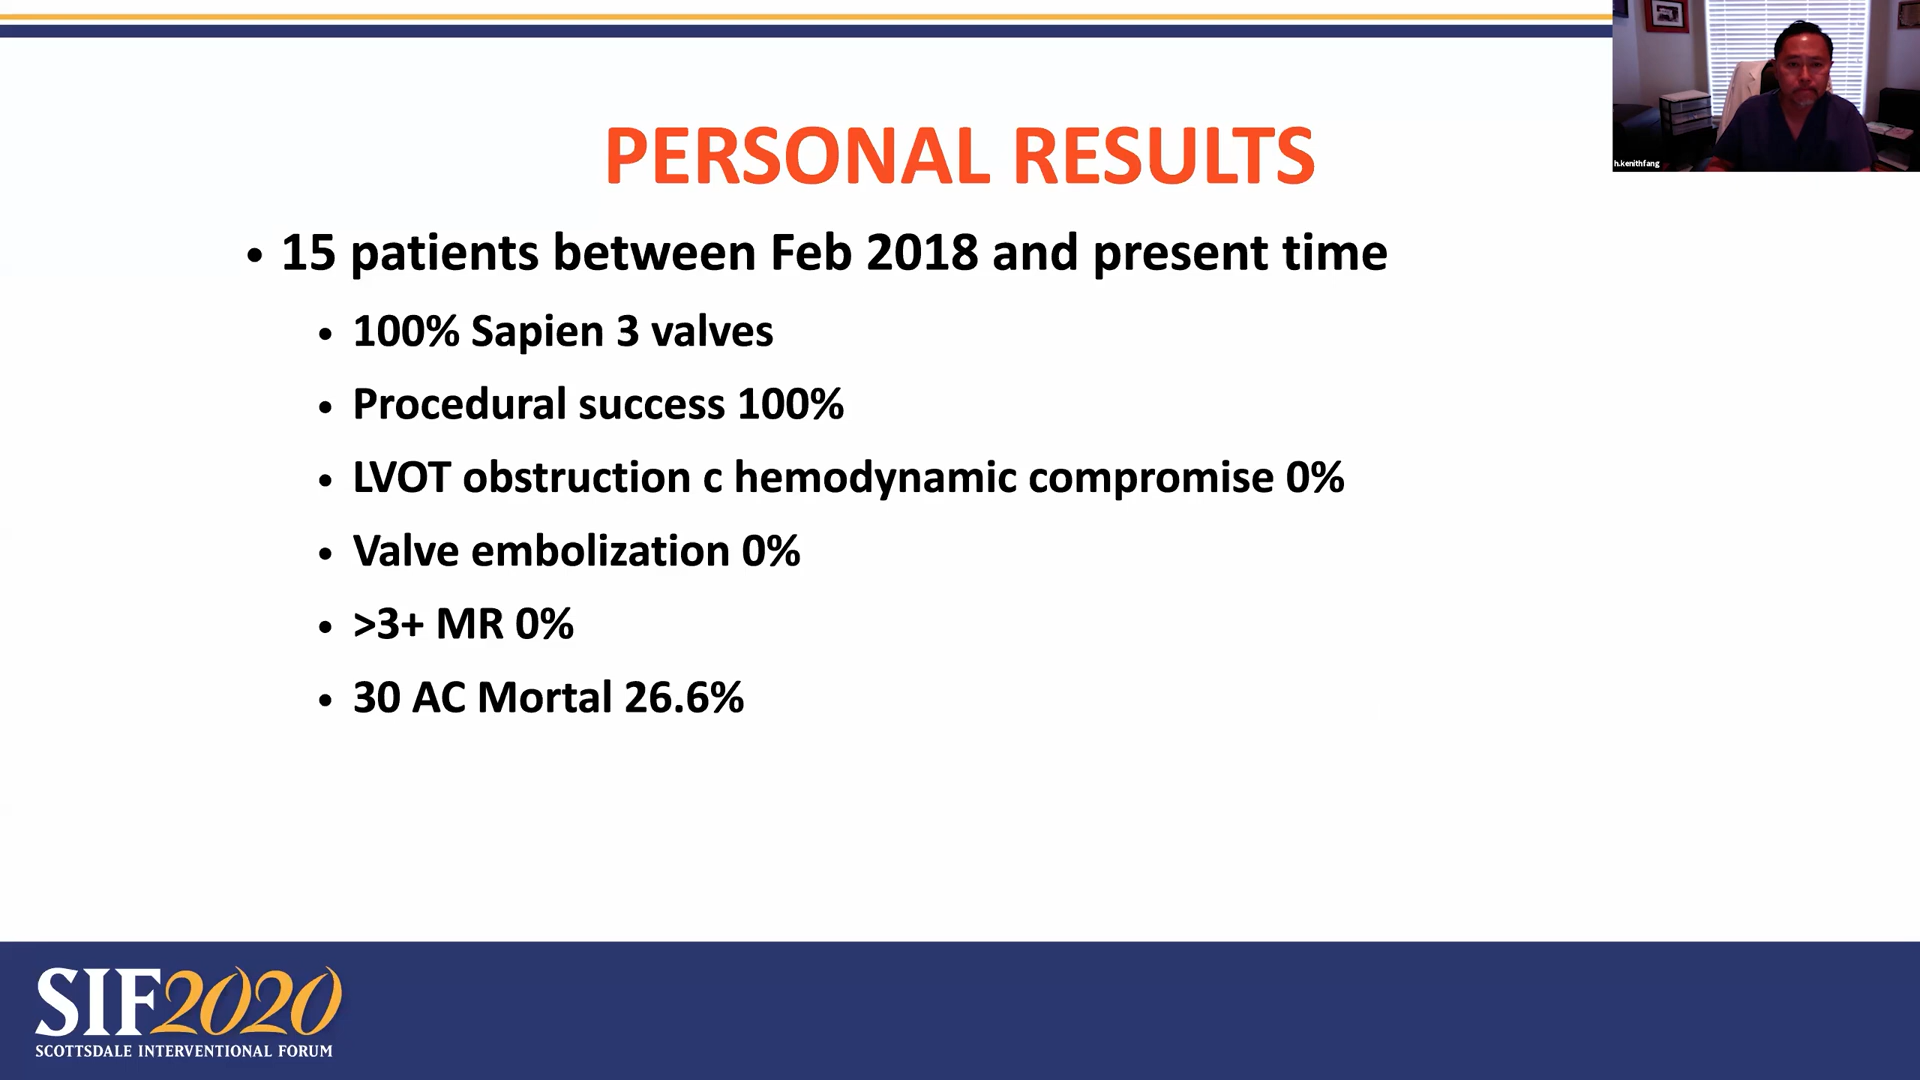 h.kenithfang
PERSONAL RESULTS
• 15 patients between Feb 2018 and present time
• 100% Sapien 3 valves
• Procedural success 100%
• LVOT obstruction c hemodynamic compromise 0%
• Valve embolization 0%
• >3+ MR 0%
• 30 AC Mortal 26.6%
SIF2020
SCOTTSDALE INTERVENTIONAL FORUM